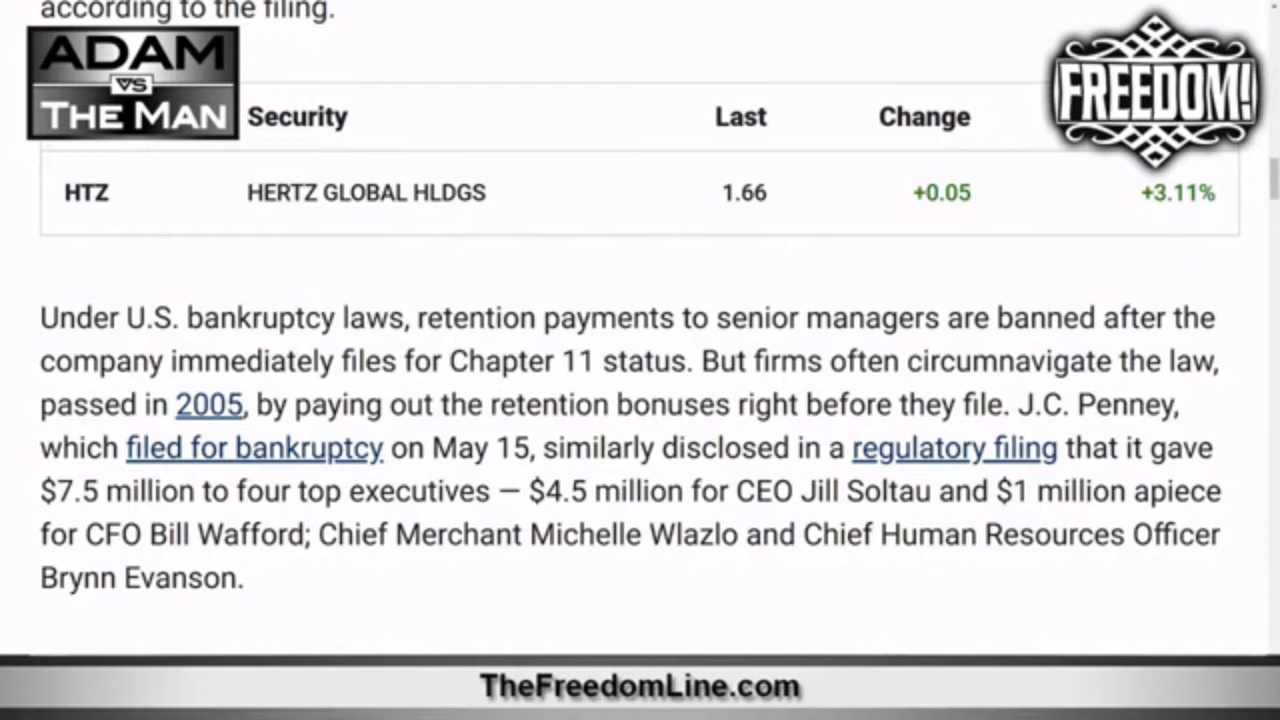 according to the filing.
ADAM
VS
THE MAN
FREEDOM!
Security Last Change
HTZ HERTZ GLOBAL HLDGS 1.66 +0.05 +3.11%
Under U.S. bankruptcy laws, retention payments to senior managers are banned after the
company immediately files for Chapter 11 status. But firms often circumnavigate the law,
passed in 2005, by paying out the retention bonuses right before they file. J.C. Penney,
which filed for bankruptcy on May 15, similarly disclosed in a regulatory filing that it gave
$7.5 million to four top executives — $4.5 million for CEO Jill Soltau and $1 million apiece
for CFO Bill Wafford; Chief Merchant Michelle Wlazlo and Chief Human Resources Officer
Brynn Evanson.
TheFreedomLine.com